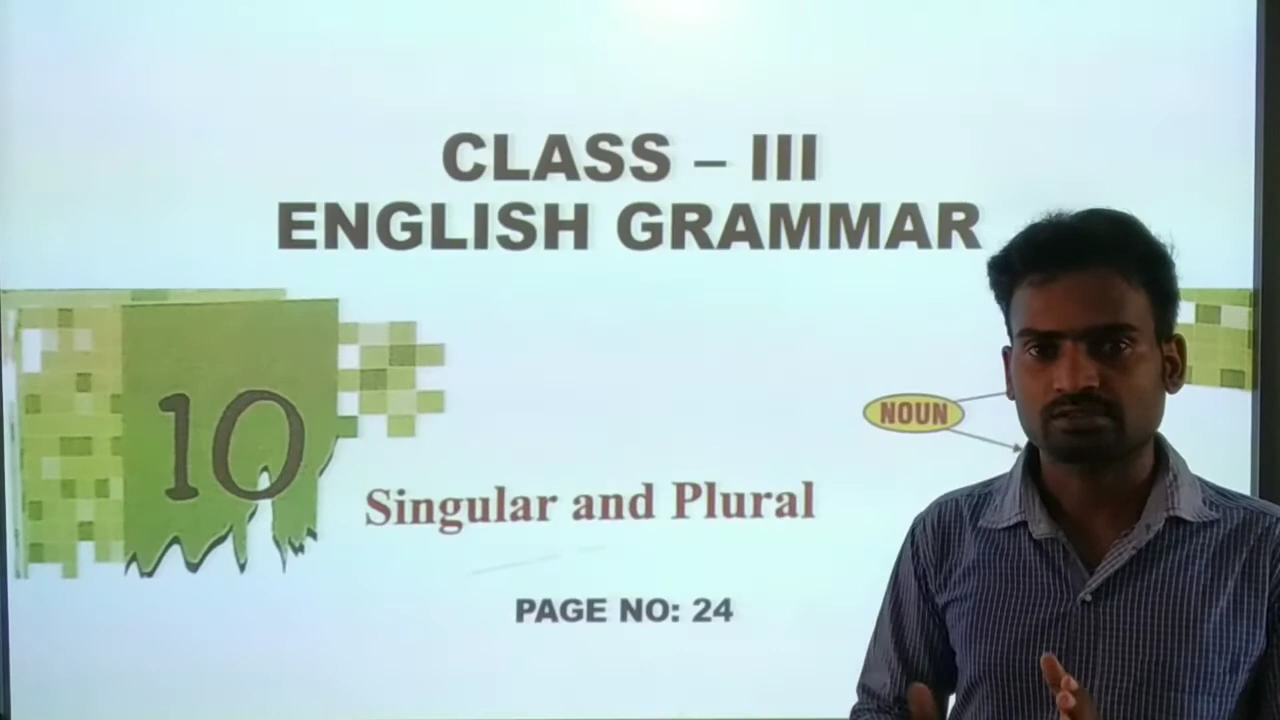 CLASS – III
ENGLISH GRAMMAR
10
NOUN
Singular and Plural
PAGE NO: 24